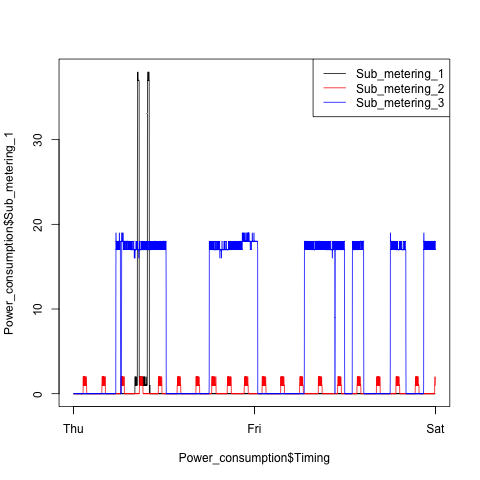 Sub_metering_1
Sub_metering_2
Sub_metering_3
Power_consumption$Sub_metering_1
30
20
10
0
Thu Fri Sat
Power_consumption$Timing